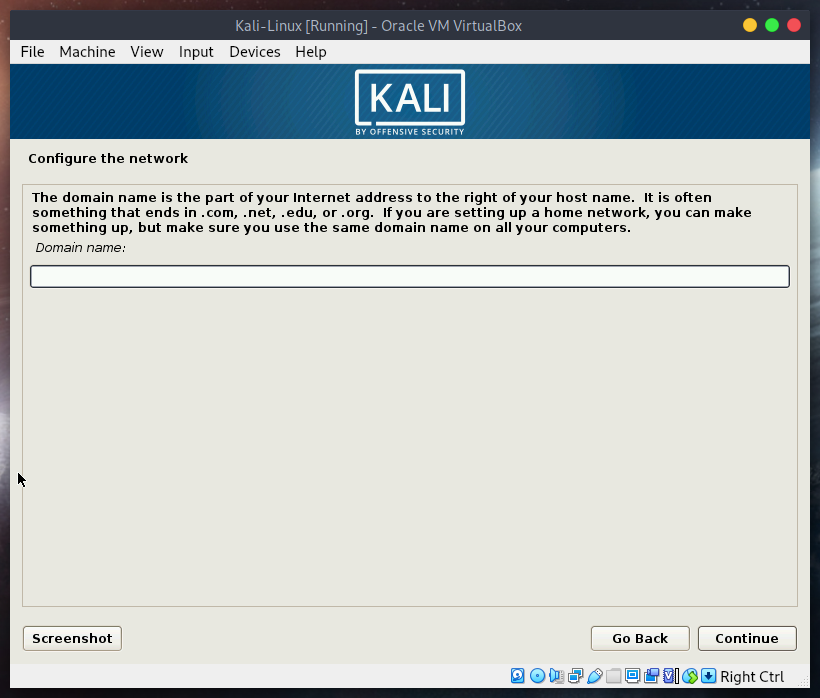 Kali-Linux [Running] - Oracle VM VirtualBox
File Machine View Input Devices Help
KALI
BY OFFENSIVE SECURITY
Configure the network
The domain name is the part of your Internet address to the right of your host name.  It is often
something that ends in .com, .net, .edu, or .org.  If you are setting up a home network, you can make
something up, but make sure you use the same domain name on all your computers.
Domain name:
Screenshot Go Back Continue
Right Ctrl